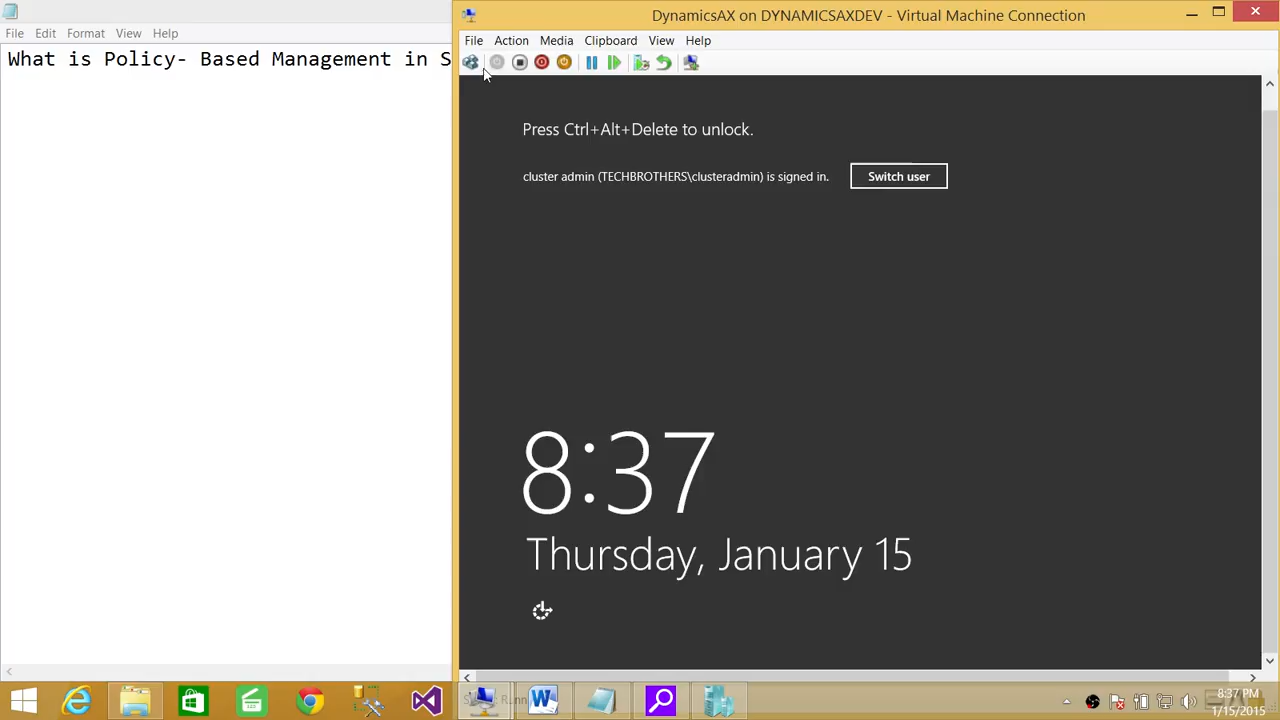 DynamicsAX on DYNAMICSAXDEV - Virtual Machine Connection
File Edit Format View Help
What is Policy- Based Management in S
File Action Media Clipboard View Help
Press Ctrl+Alt+Delete to unlock.
cluster admin (TECHBROTHERS\clusteradmin) is signed in.
Switch user
8:37
Thursday, January 15
8:37 PM
1/15/2015